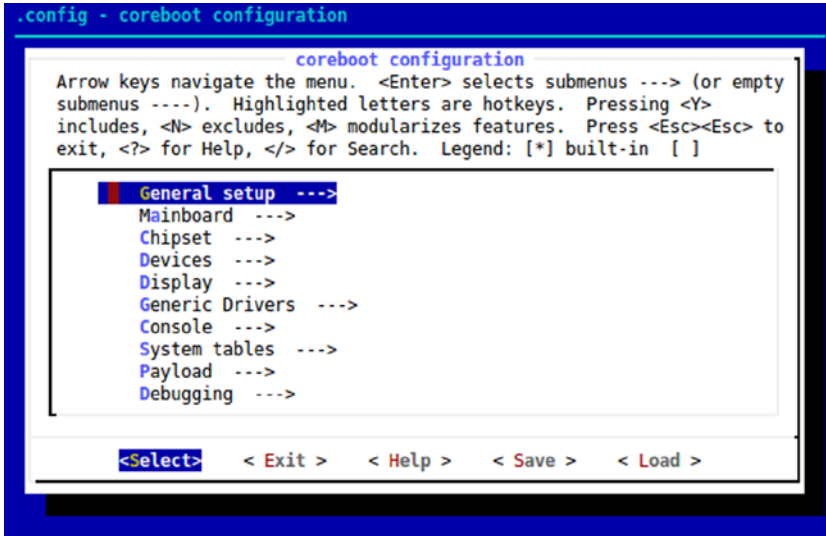 .config - coreboot configuration
coreboot configuration
Arrow keys navigate the menu.  <Enter> selects submenus ---> (or empty
submenus ----).  Highlighted letters are hotkeys.  Pressing <Y>
includes, <N> excludes, <M> modularizes features.  Press <Esc><Esc> to
exit, <?> for Help, </> for Search.  Legend: [*] built-in  [ ]
General setup  --->
Mainboard  --->
Chipset  --->
Devices  --->
Display  --->
Generic Drivers  --->
Console  --->
System tables  --->
Payload  --->
Debugging  --->
<Select>    < Exit >    < Help >    < Save >    < Load >